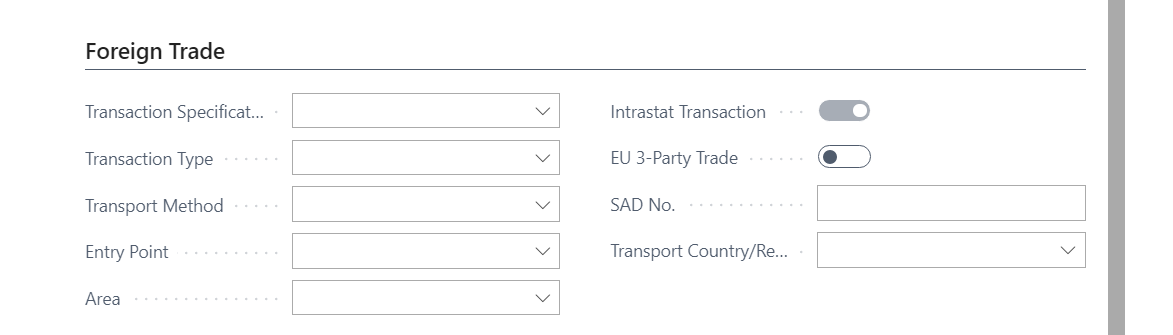 Foreign Trade
Transaction Specificat...
Transaction Type
Transport Method
Entry Point
Area
Intrastat Transaction
EU 3-Party Trade
SAD No.
Transport Country/Re...